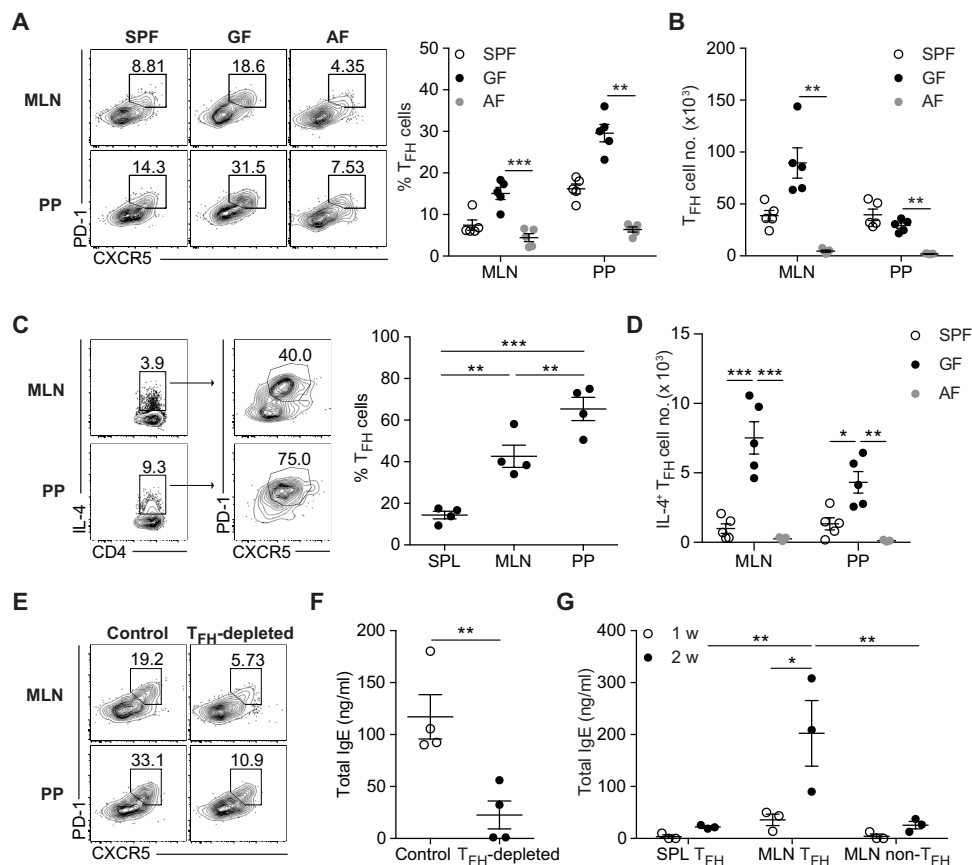 A
SPF GF AF
MLN
8.81 18.6 4.35
PP
14.3 31.5 7.53
PD-1
CXCR5
% TFH cells
50
40
30
20
10
0
SPF
GF
AF
***
**
MLN PP
B
TFH cell no. (x10³)
200
150
100
50
0
SPF
GF
AF
**
**
MLN PP
C
MLN
3.9 40.0
PP
9.3 75.0
IL-4
CD4
PD-1
CXCR5
% TFH cells
100
80
60
40
20
0
***
** **
SPL MLN PP
D
IL-4⁺ TFH cell no. (x 10³)
15
10
5
0
SPF
GF
AF
*** ***
* **
MLN PP
E
Control TFH-depleted
MLN
19.2 5.73
PP
33.1 10.9
PD-1
CXCR5
F
Total IgE (ng/ml)
200
150
100
50
0
**
Control TFH-depleted
G
Total IgE (ng/ml)
400
300
200
100
0
1 w
2 w
** **
*
SPL TFH MLN TFH MLN non-TFH